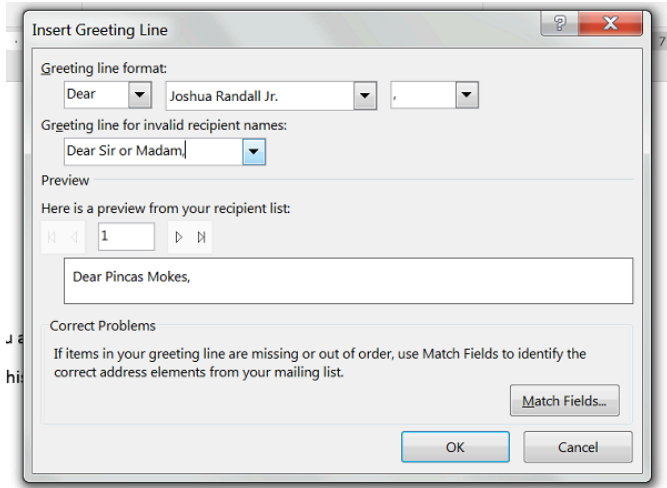 Insert Greeting Line
7
Greeting line format:
Dear Joshua Randall Jr. ,
Greeting line for invalid recipient names:
Dear Sir or Madam,
Preview
Here is a preview from your recipient list:
1
Dear Pincas Mokes,
Correct Problems
If items in your greeting line are missing or out of order, use Match Fields to identify the
correct address elements from your mailing list.
Match Fields...
OK Cancel